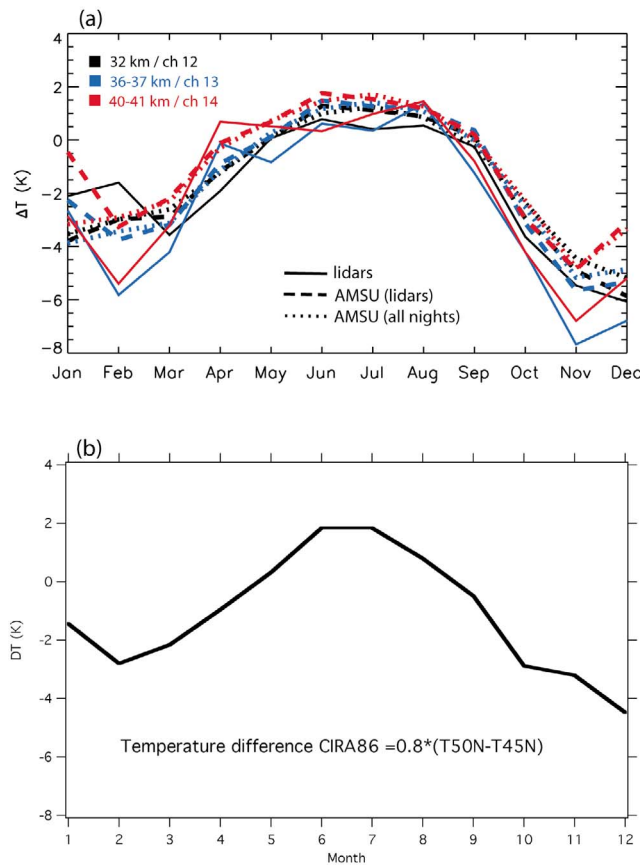 (a)
4
2
0
-2
-4
-6
-8
ΔT (K)
32 km / ch 12
36-37 km / ch 13
40-41 km / ch 14
lidars
AMSU (lidars)
AMSU (all nights)
Jan Feb Mar Apr May Jun Jul Aug Sep Oct Nov Dec
(b)
4
2
0
-2
-4
-6
-8
DT (K)
Temperature difference CIRA86 =0.8*(T50N-T45N)
1 2 3 4 5 6 7 8 9 10 11 12
Month